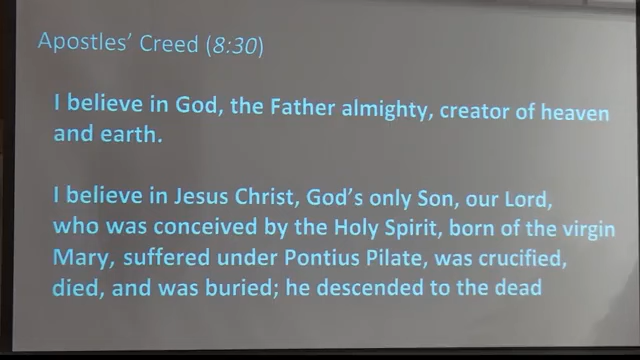 Apostles’ Creed (8:30)
I believe in God, the Father almighty, creator of heaven
and earth.
I believe in Jesus Christ, God’s only Son, our Lord,
who was conceived by the Holy Spirit, born of the virgin
Mary, suffered under Pontius Pilate, was crucified,
died, and was buried; he descended to the dead